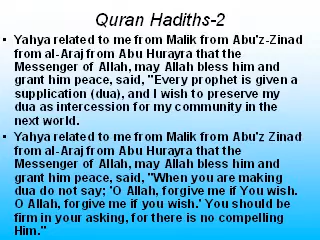 Quran Hadiths-2
• Yahya related to me from Malik from Abu'z-Zinad
from al-Araj from Abu Hurayra that the
Messenger of Allah, may Allah bless him and
grant him peace, said, "Every prophet is given a
supplication (dua), and I wish to preserve my
dua as intercession for my community in the
next world.
• Yahya related to me from Malik from Abu'z Zinad
from al-Araj from Abu Hurayra that the
Messenger of Allah, may Allah bless him and
grant him peace, said, "When you are making
dua do not say; 'O Allah, forgive me if You wish.
O Allah, forgive me if you wish.' You should be
firm in your asking, for there is no compelling
Him."